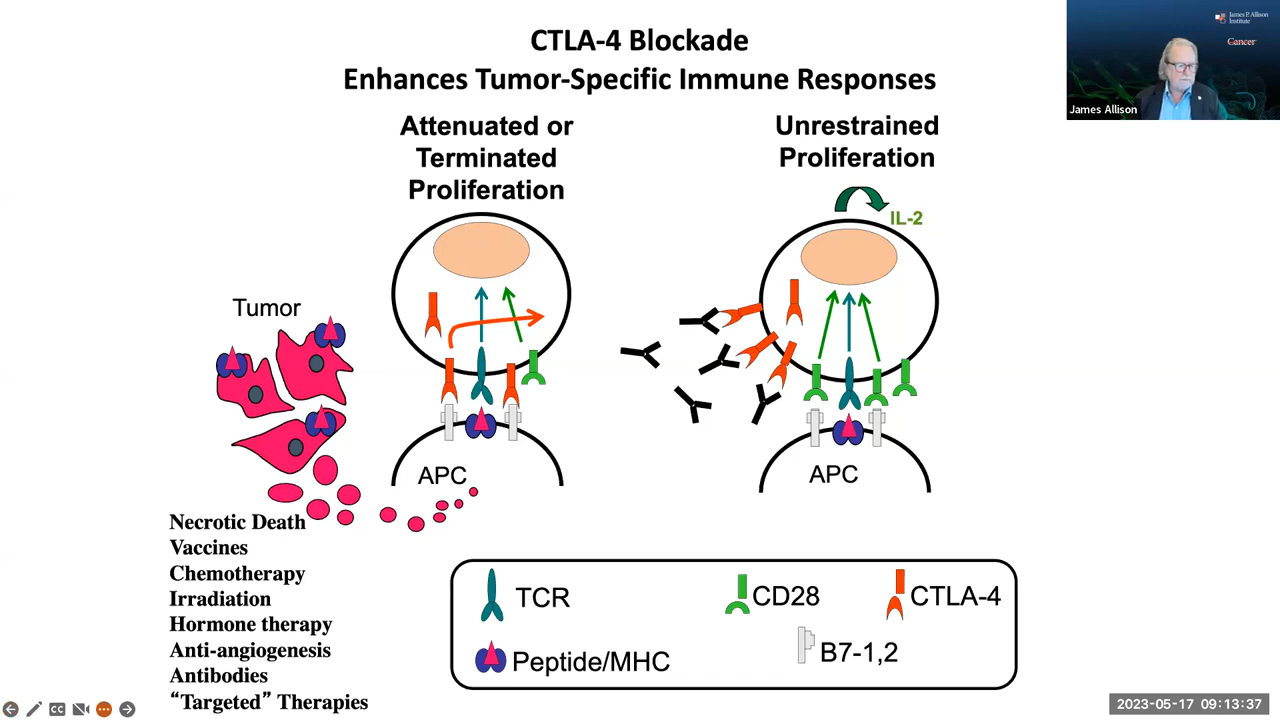 CTLA-4 Blockade
Enhances Tumor-Specific Immune Responses
James P. Allison
Institute
Cancer
James Allison
Attenuated or
Terminated
Proliferation
Unrestrained
Proliferation
IL-2
Tumor
APC
APC
Necrotic Death
Vaccines
Chemotherapy
Irradiation
Hormone therapy
Anti-angiogenesis
Antibodies
“Targeted” Therapies
TCR
CD28
CTLA-4
Peptide/MHC
B7-1,2
CC
2023-05-17 09:13:37